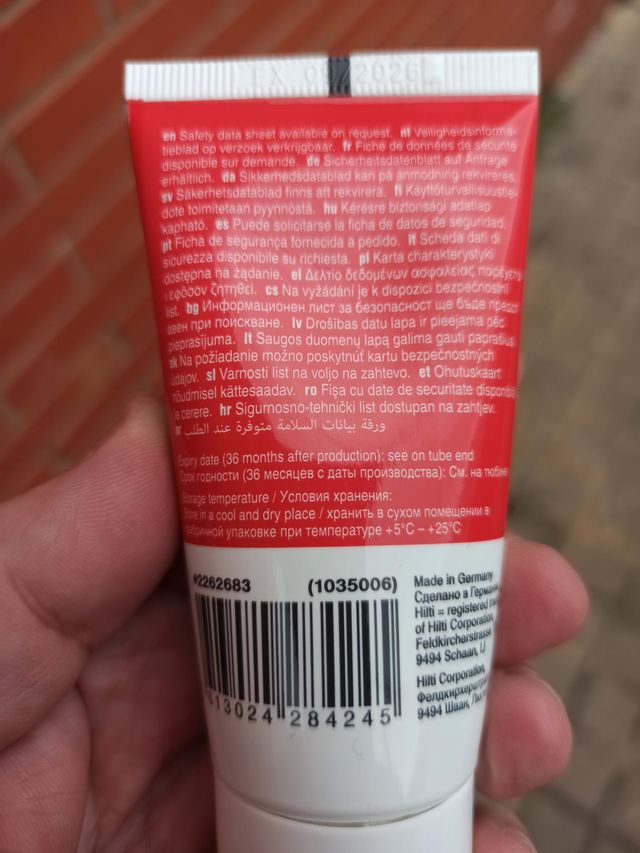 EX 09/2026
en Safety data sheet available on request. nl Veiligheidsinforma-
tieblad op verzoek verkrijgbaar. fr Fiche de données de sécurité
disponible sur demande. de Sicherheitsdatenblatt auf Anfrage
erhältlich. da Sikkerhedsdatablad kan på anmodning rekvireres.
sv Säkerhetsdatablad finns att rekvirera. fi Käyttöturvallisuustie-
dote toimitetaan pyynnöstä. hu Kérésre biztonsági adatlap
kapható. es Puede solicitarse la ficha de datos de seguridad.
pt Ficha de segurança fornecida a pedido. it Scheda dati di
sicurezza disponibile su richiesta. pl Karta charakterystyki
dostępna na żądanie. el Δελτίο δεδομένων ασφαλείας παρέχετα
εφόσον ζητηθεί. cs Na vyžádání je k dispozici bezpečnostní
list. bg Информационен лист за безопасност ще бъде предст
авен при поискване. lv Drošības datu lapa ir pieejama pēc
pieprasījuma. lt Saugos duomenų lapą galima gauti paprašius
sk Na požiadanie možno poskytnúť kartu bezpečnostných
údajov. sl Varnosti list na voljo na zahtevo. et Ohutuskaart
nõudmisel kättesaadav. ro Fişa cu date de securitate disponibil
la cerere. hr Sigurnosno-tehnički list dostupan na zahtjev.
ar ورقة بيانات السلامة متوفرة عند الطلب
Expiry date (36 months after production): see on tube end
Срок годности (36 месяцев с даты производства): См. на тюбике
Storage temperature / Условия хранения:
Store in a cool and dry place / хранить в сухом помещении в
фабричной упаковке при температуре +5°C – +25°C
#2262683 (1035006)
613024 284245
Made in Germany
Сделано в Германии
Hilti = registered
of Hilti Corporation,
Feldkircherstrasse
9494 Schaan, LI
Hilti Corporation,
Фелдкирхерштрассе
9494 Шаан,